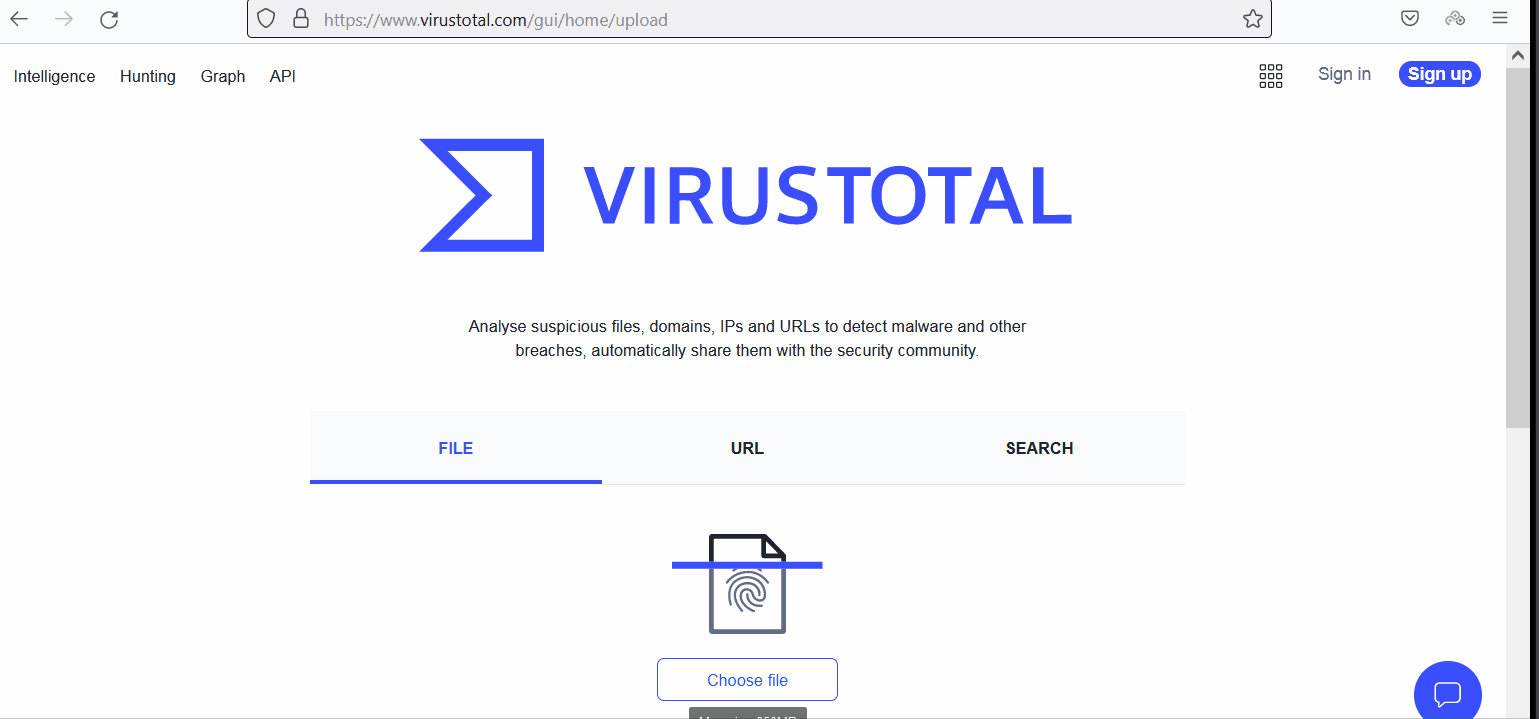 https://www.virustotal.com/gui/home/upload
Intelligence Hunting Graph API Sign in Sign up
VIRUSTOTAL
Analyse suspicious files, domains, IPs and URLs to detect malware and other
breaches, automatically share them with the security community.
FILE URL SEARCH
Choose file